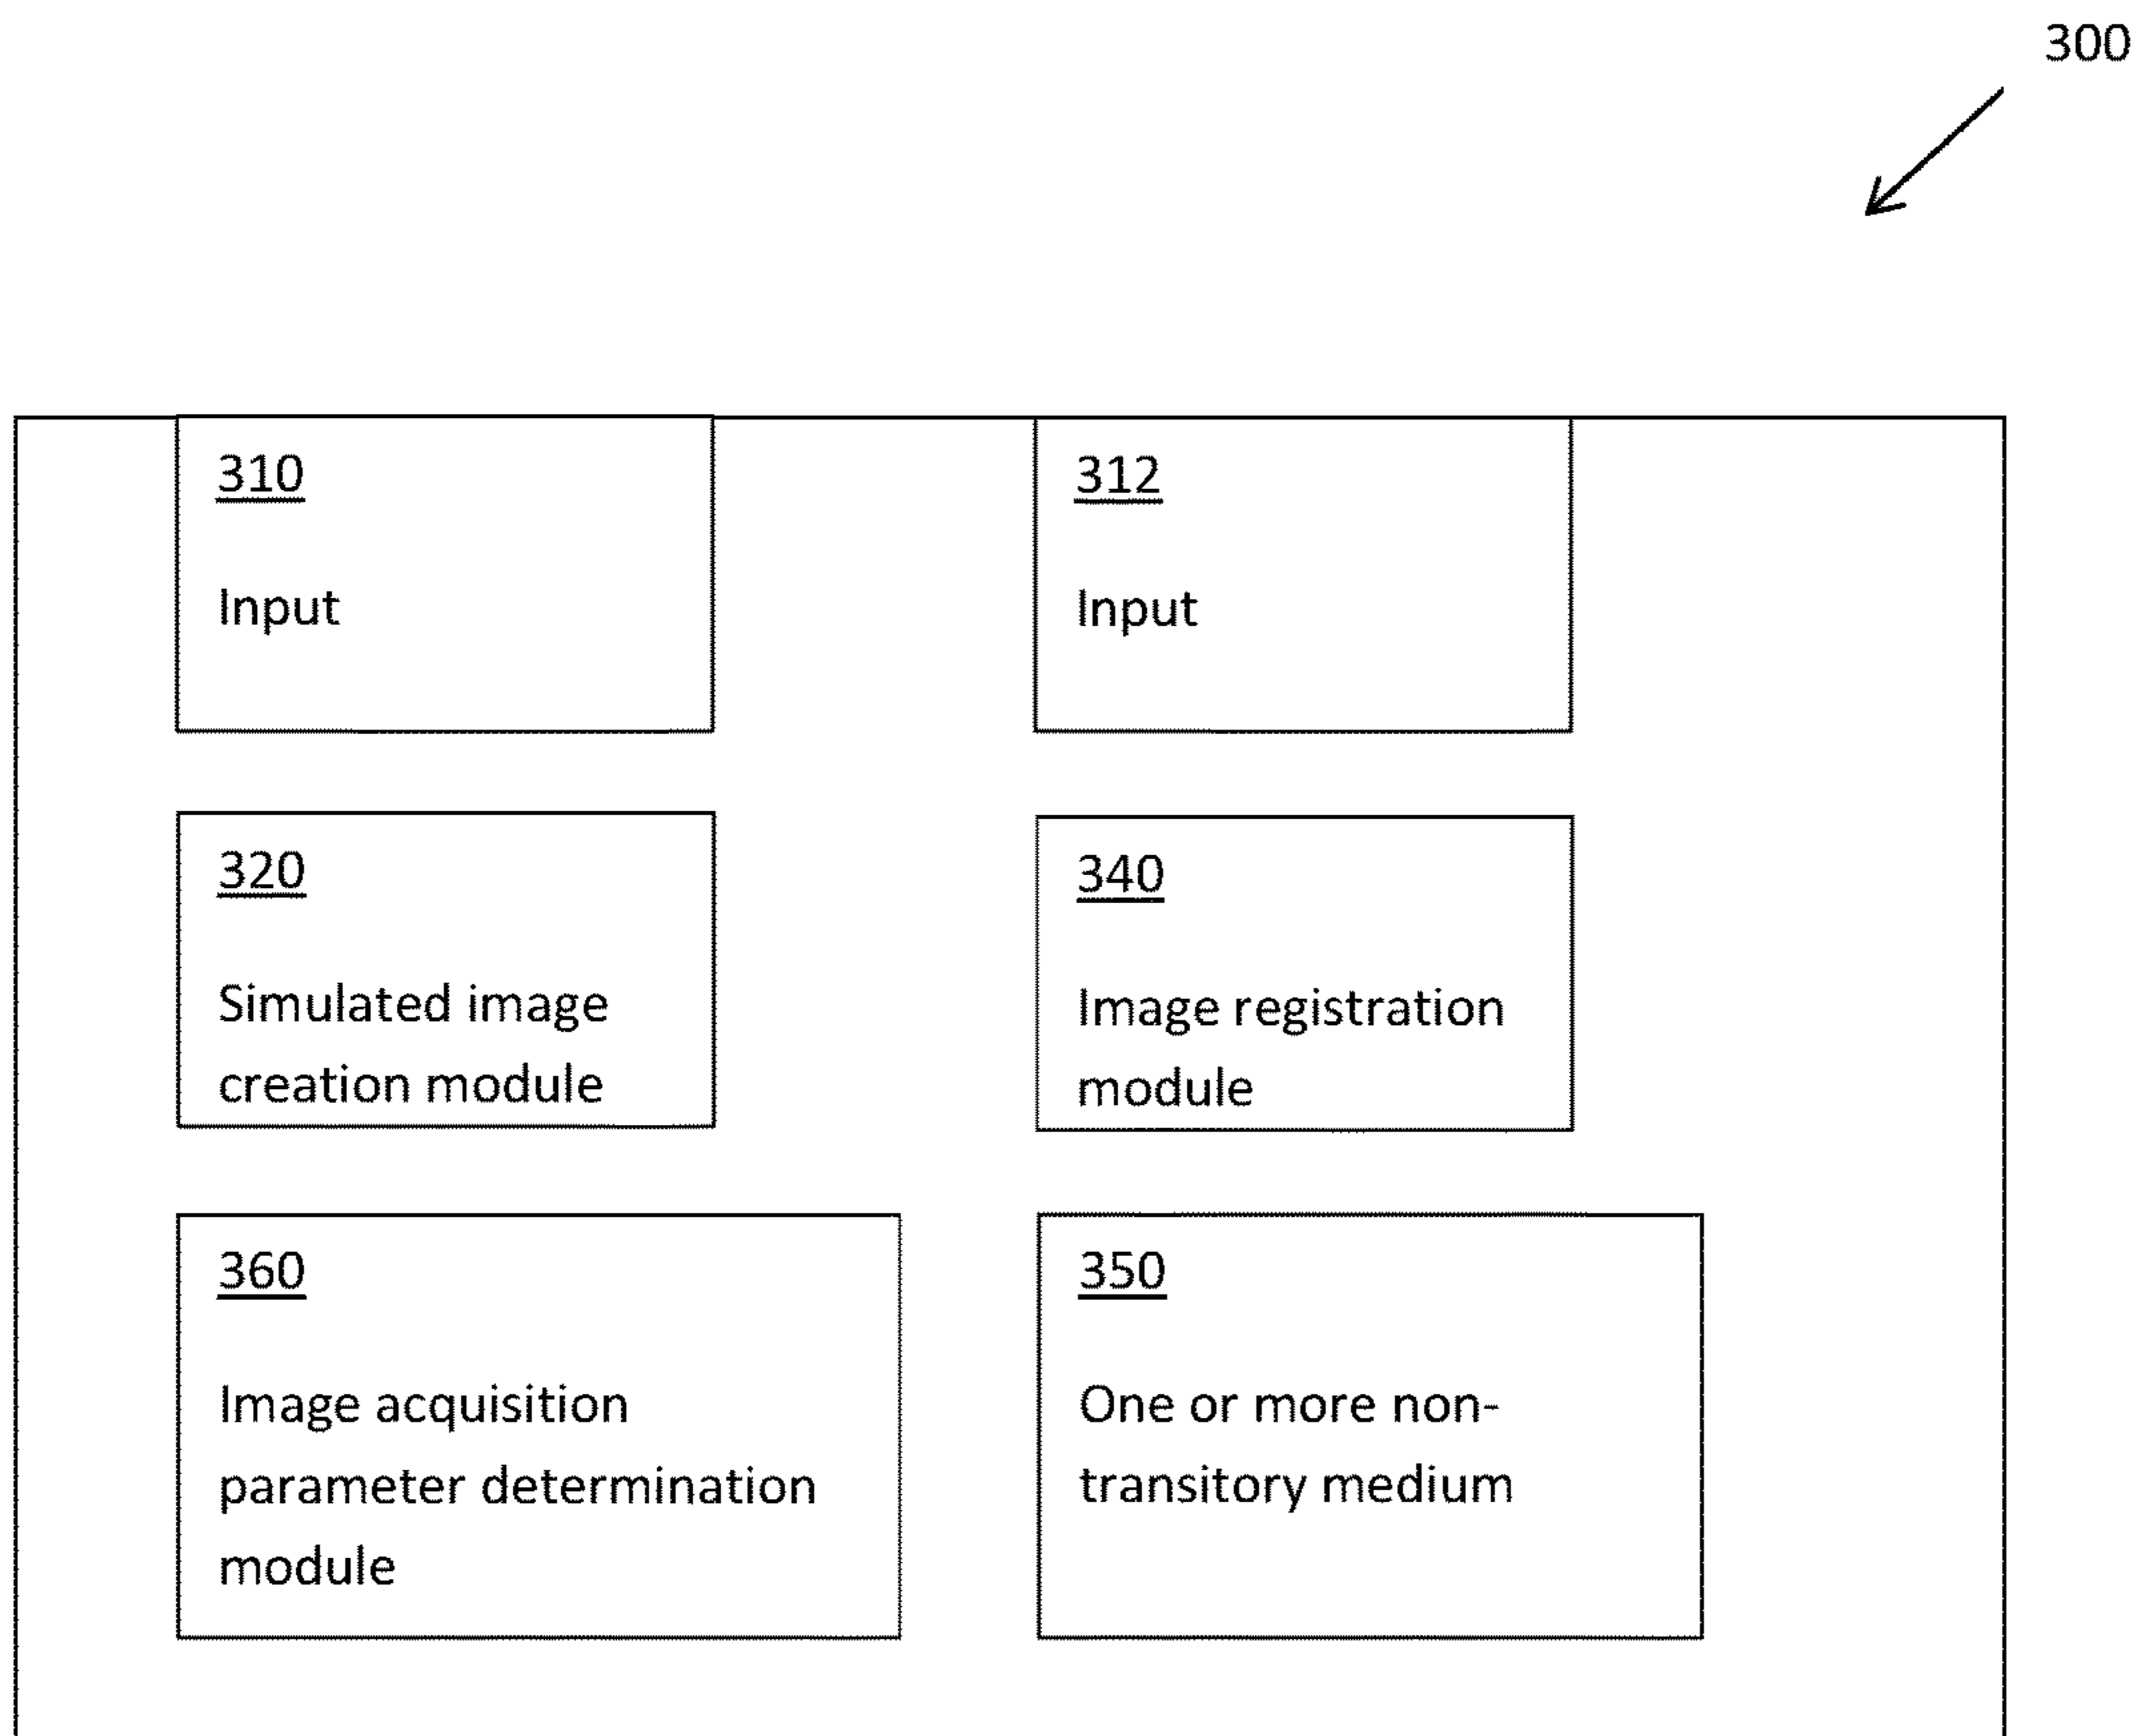 300
310
Input
312
Input
320
Simulated image
creation module
340
Image registration
module
360
Image acquisition
parameter determination
module
350
One or more non-
transitory medium